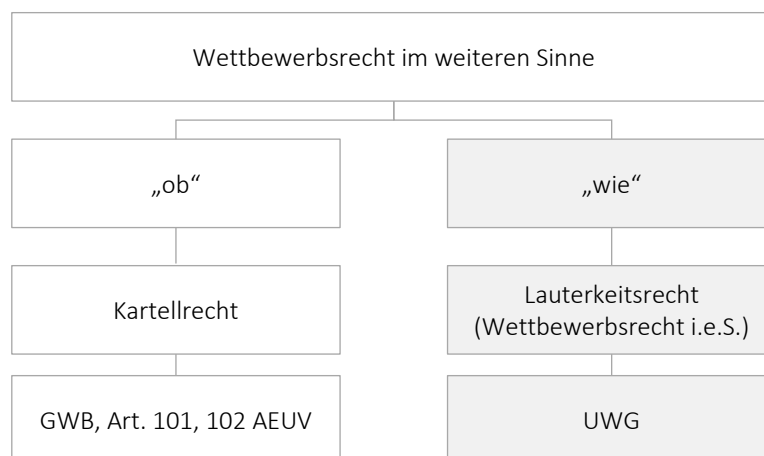 Wettbewerbsrecht im weiteren Sinne
„ob“
„wie“
Kartellrecht
Lauterkeitsrecht
(Wettbewerbsrecht i.e.S.)
GWB, Art. 101, 102 AEUV
UWG